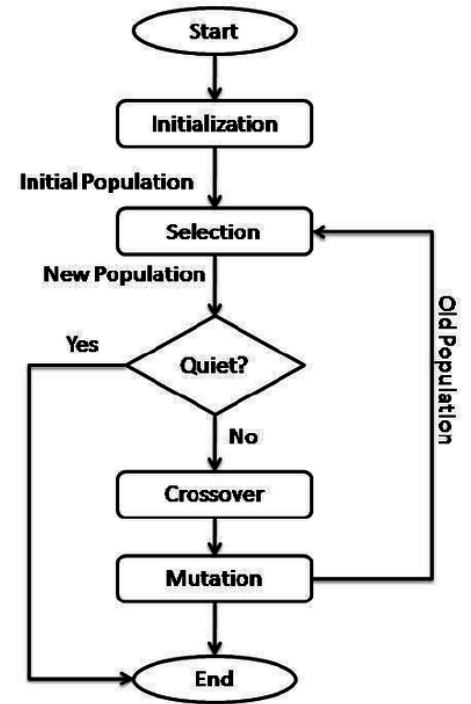 Start
Initialization
Initial Population
Selection
New Population
Old Population
Yes
Quiet?
No
Crossover
Mutation
End